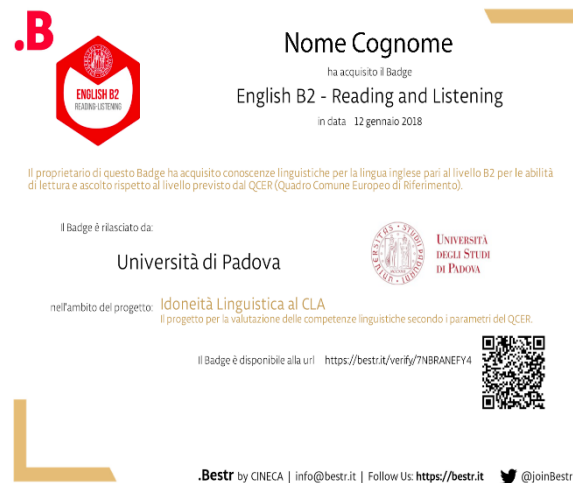 .B
ENGLISH B2
READING-LISTENING
Nome Cognome
ha acquisito il Badge
English B2 - Reading and Listening
in data 12 gennaio 2018
Il proprietario di questo Badge ha acquisito conoscenze linguistiche per la lingua inglese pari al livello B2 per le abilità
di lettura e ascolto rispetto al livello previsto dal QCER (Quadro Comune Europeo di Riferimento).
Il Badge è rilasciato da:
Università di Padova
UNIVERSITÀ
DEGLI STUDI
DI PADOVA
nell'ambito del progetto: Idoneità Linguistica al CLA
Il progetto per la valutazione delle competenze linguistiche secondo i parametri del QCER.
Il Badge è disponibile alla url https://bestr.it/verify/7NBRANEFY4
.Bestr by CINECA | info@bestr.it | Follow Us: https://bestr.it @joinBestr